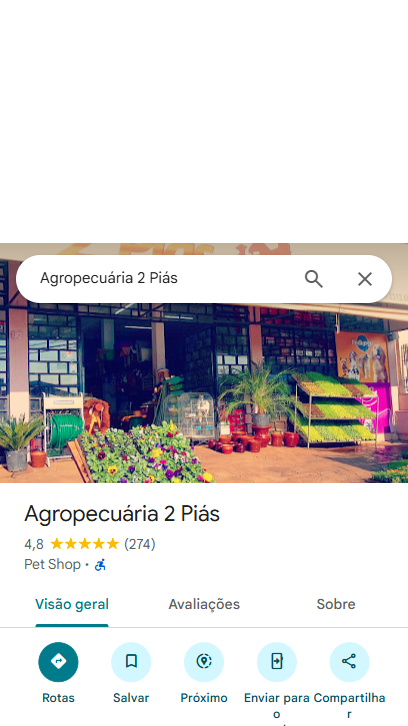 Agropecuária 2 Piás
Agropecuária 2 Piás
4,8 (274)
Pet Shop ·
Visão geral Avaliações Sobre
Rotas Salvar Próximo Enviar para o Compartilhar